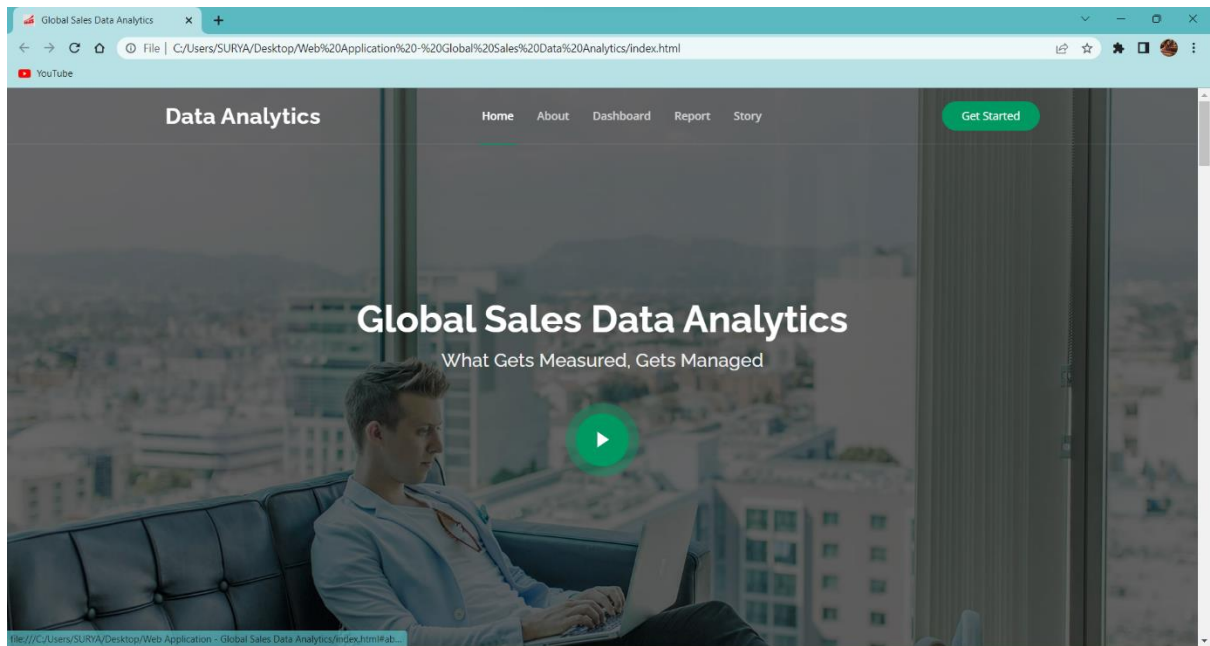 Global Sales Data Analytics
File | C:/Users/SURYA/Desktop/Web%20Application%20-%20Global%20Sales%20Data%20Analytics/index.html
YouTube
Data Analytics Home About Dashboard Report Story Get Started
Global Sales Data Analytics
What Gets Measured, Gets Managed
file:///C:/Users/SURYA/Desktop/Web Application - Global Sales Data Analytics/index.html#ab...